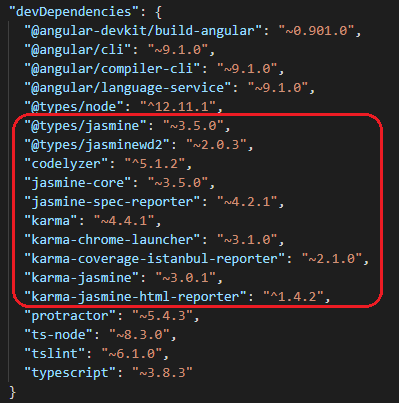 "devDependencies": {
"@angular-devkit/build-angular": "~0.901.0",
"@angular/cli": "~9.1.0",
"@angular/compiler-cli": "~9.1.0",
"@angular/language-service": "~9.1.0",
"@types/node": "^12.11.1",
"@types/jasmine": "~3.5.0",
"@types/jasminewd2": "~2.0.3",
"codelyzer": "^5.1.2",
"jasmine-core": "~3.5.0",
"jasmine-spec-reporter": "~4.2.1",
"karma": "~4.4.1",
"karma-chrome-launcher": "~3.1.0",
"karma-coverage-istanbul-reporter": "~2.1.0",
"karma-jasmine": "~3.0.1",
"karma-jasmine-html-reporter": "^1.4.2",
"protractor": "~5.4.3",
"ts-node": "~8.3.0",
"tslint": "~6.1.0",
"typescript": "~3.8.3"
}